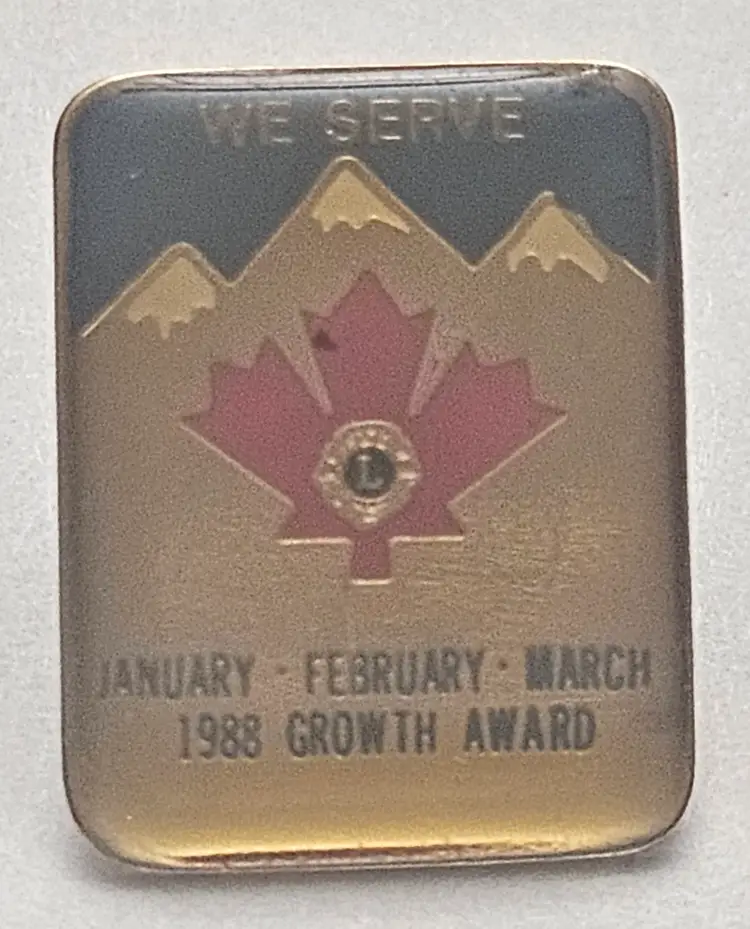 WE SERVE
L
JANUARY · FEBRUARY · MARCH
1988 GROWTH AWARD